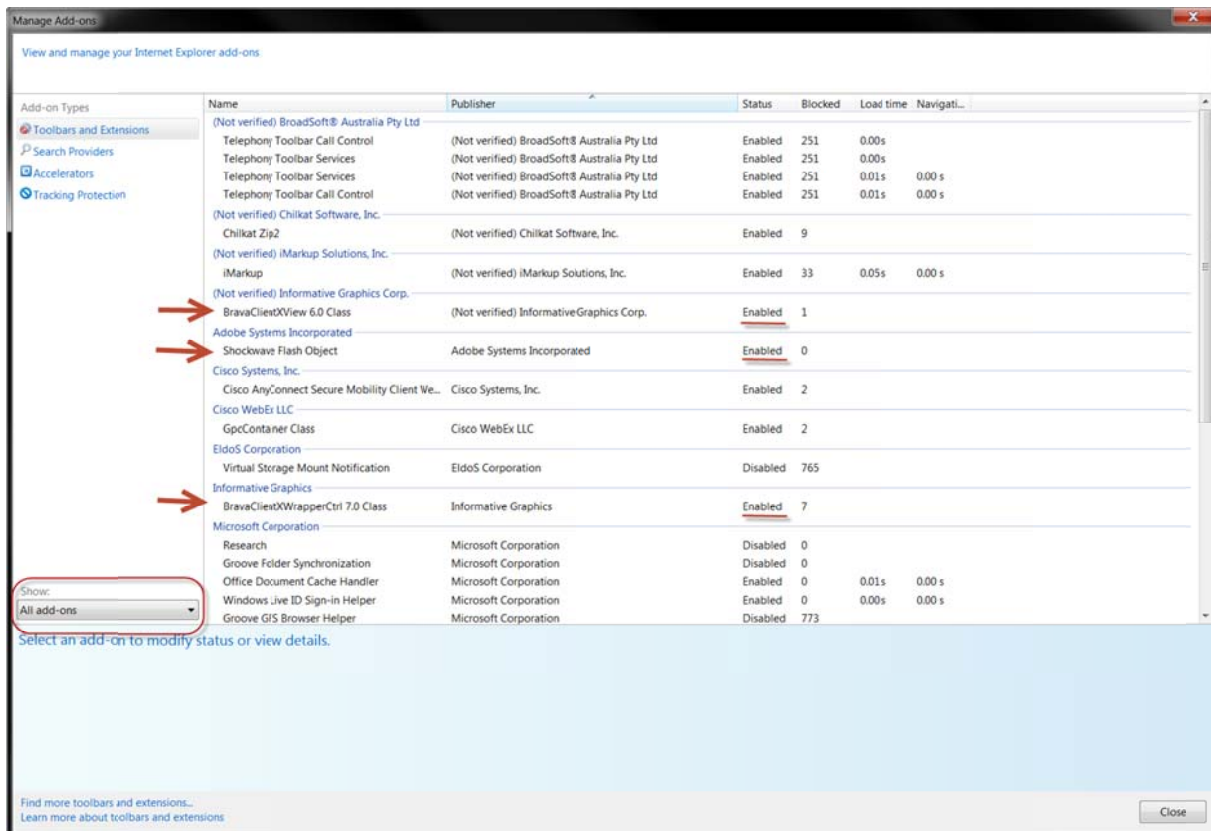 Manage Add-ons
View and manage your Internet Explorer add-ons
Add-on Types
Toolbars and Extensions
Search Providers
Accelerators
Tracking Protection
Show:
All add-ons
Name Publisher Status Blocked Load time Navigati...
(Not verified) BroadSoft® Australia Pty Ltd
Telephony Toolbar Call Control (Not verified) BroadSoft® Australia Pty Ltd Enabled 251 0.00s
Telephony Toolbar Services (Not verified) BroadSoft® Australia Pty Ltd Enabled 251 0.00s
Telephony Toolbar Services (Not verified) BroadSoft® Australia Pty Ltd Enabled 251 0.01s 0.00 s
Telephony Toolbar Call Control (Not verified) BroadSoft® Australia Pty Ltd Enabled 251 0.01s 0.00 s
(Not verified) Chilkat Software, Inc.
Chilkat Zip2 (Not verified) Chilkat Software, Inc. Enabled 9
(Not verified) iMarkup Solutions, Inc.
iMarkup (Not verified) iMarkup Solutions, Inc. Enabled 33 0.05s 0.00 s
(Not verified) Informative Graphics Corp.
BravaClientXView 6.0 Class (Not verified) Informative Graphics Corp. Enabled 1
Adobe Systems Incorporated
Shockwave Flash Object Adobe Systems Incorporated Enabled 0
Cisco Systems, Inc.
Cisco AnyConnect Secure Mobility Client We... Cisco Systems, Inc. Enabled 2
Cisco WebEx LLC
GpcContainer Class Cisco WebEx LLC Enabled 2
EldoS Corporation
Virtual Storage Mount Notification EldoS Corporation Disabled 765
Informative Graphics
BravaClientXWrapperCtrl 7.0 Class Informative Graphics Enabled 7
Microsoft Corporation
Research Microsoft Corporation Disabled 0
Groove Folder Synchronization Microsoft Corporation Disabled 0
Office Document Cache Handler Microsoft Corporation Enabled 0 0.01s 0.00 s
Windows Live ID Sign-in Helper Microsoft Corporation Enabled 0 0.00s 0.00 s
Groove GFS Browser Helper Microsoft Corporation Disabled 773
Select an add-on to modify status or view details.
Find more toolbars and extensions...
Learn more about toolbars and extensions
Close